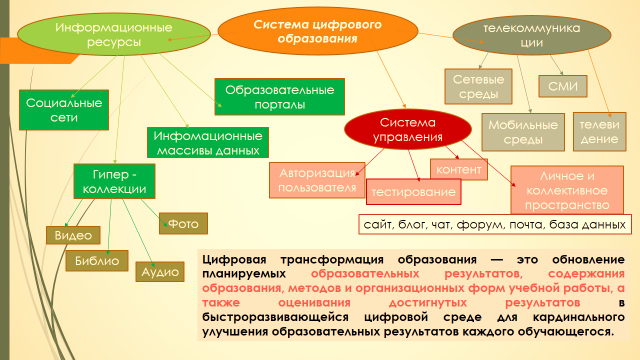 Информационные
ресурсы
Система цифрового
образования
телекоммуника
ции
Социальные
сети
Образовательные
порталы
Инфомационные
массивы данных
Гипер -
коллекции
Видео
Библио
Аудио
Фото
Система
управления
Авторизация
пользователя
тестирование
контент
Личное и
коллективное
пространство
сайт, блог, чат, форум, почта, база данных
Сетевые
среды
СМИ
Мобильные
среды
телеви
дение
Цифровая трансформация образования — это обновление
планируемых образовательных результатов, содержания
образования, методов и организационных форм учебной работы, а
также оценивания достигнутых результатов в
быстроразвивающейся цифровой среде для кардинального
улучшения образовательных результатов каждого обучающегося.